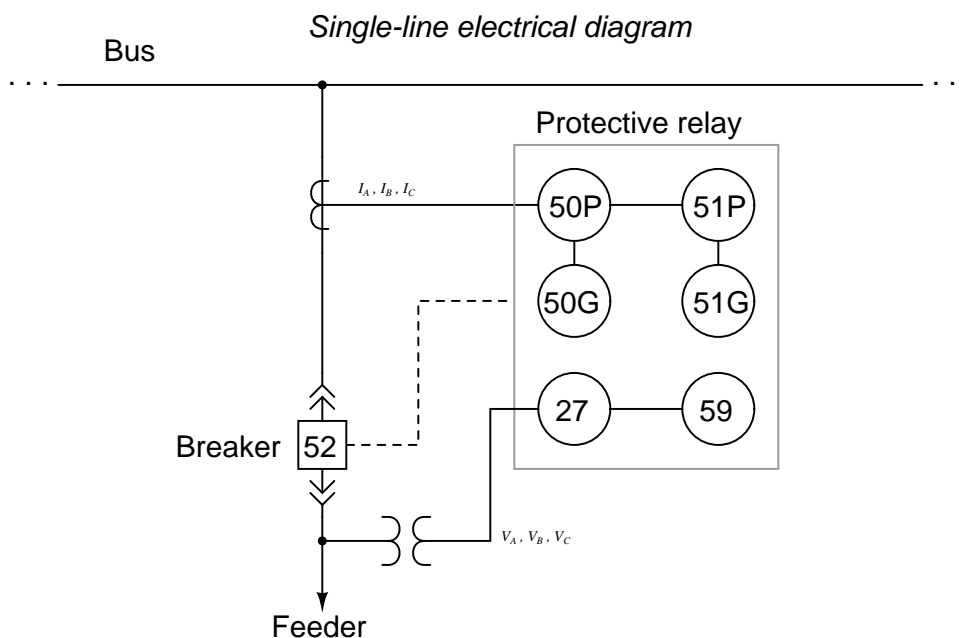 Single-line electrical diagram
Bus
. . .
. .
Protective relay
I_A , I_B , I_C
50P
51P
50G
51G
27
59
Breaker
52
V_A , V_B , V_C
Feeder